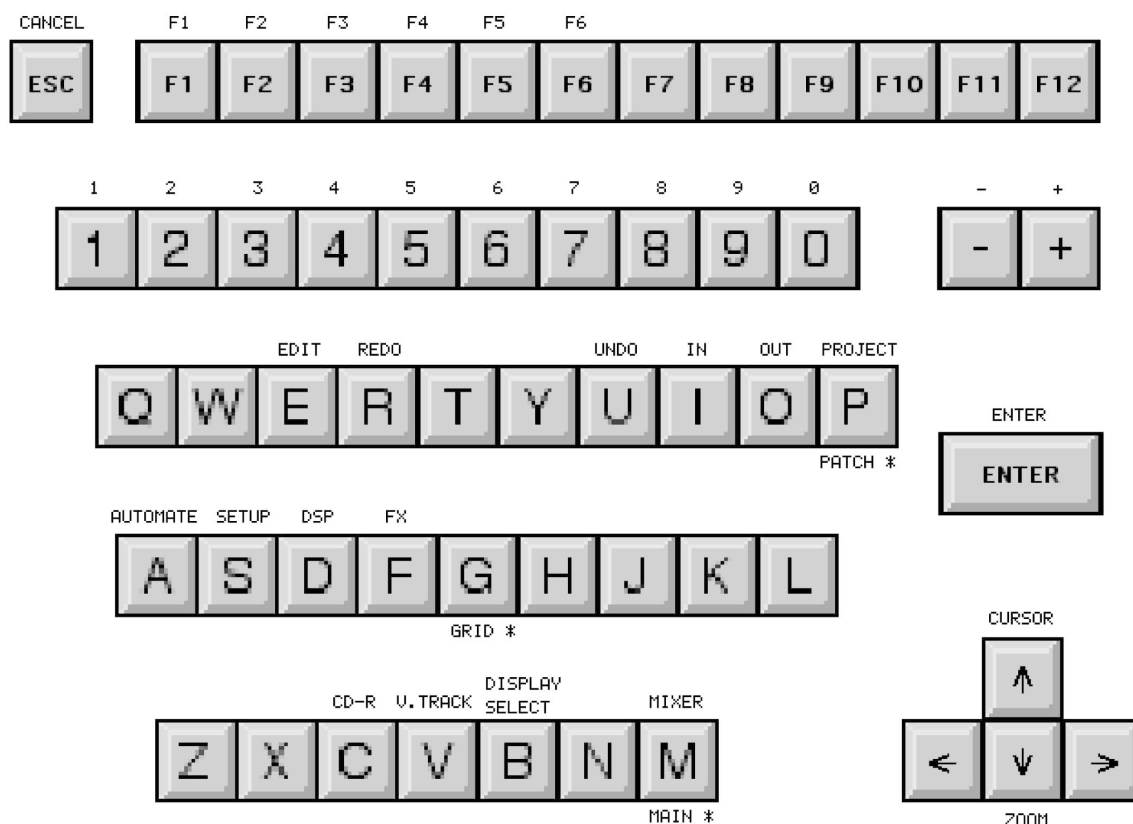 CANCEL F1 F2 F3 F4 F5 F6
ESC F1 F2 F3 F4 F5 F6 F7 F8 F9 F10 F11 F12
1 2 3 4 5 6 7 8 9 0 - +
1 2 3 4 5 6 7 8 9 0 - +
EDIT REDO UNDO IN OUT PROJECT
Q W E R T Y U I O P
PATCH *
ENTER
ENTER
AUTOMATE SETUP DSP FX
A S D F G H J K L
GRID *
CURSOR
CD-R V.TRACK DISPLAY SELECT MIXER
Z X C V B N M
MAIN *
ZOOM